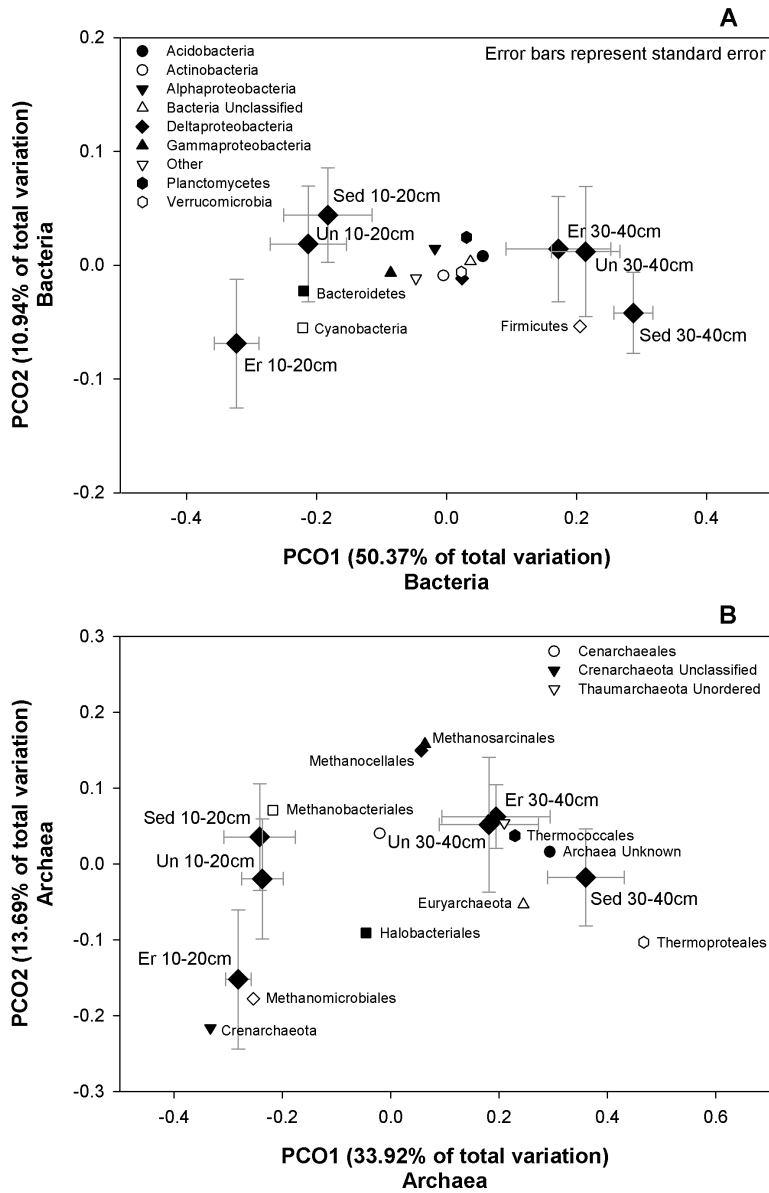 A
0.2
Acidobacteria
Error bars represent standard error
Actinobacteria
Alphaproteobacteria
Bacteria Unclassified
Deltaproteobacteria
Gammaproteobacteria
Other
Planctomycetes
Verrucomicrobia
0.1
0.0
-0.1
-0.2
PCO2 (10.94% of total variation)
Bacteria
Sed 10-20cm
Un 10-20cm
Er 30-40cm
Un 30-40cm
Bacteroidetes
Cyanobacteria
Firmicutes
Sed 30-40cm
Er 10-20cm
-0.4 -0.2 0.0 0.2 0.4
PCO1 (50.37% of total variation)
Bacteria
B
0.3
Cenarchaeales
Crenarchaeota Unclassified
Thaumarchaeota Unordered
0.2
0.1
0.0
-0.1
-0.2
-0.3
PCO2 (13.69% of total variation)
Archaea
Methanosarcinales
Methanocellales
Er 30-40cm
Methanobacteriales
Sed 10-20cm
Un 30-40cm
Thermococcales
Un 10-20cm
Archaea Unknown
Sed 30-40cm
Euryarchaeota
Halobacteriales
Thermoproteales
Er 10-20cm
Methanomicrobiales
Crenarchaeota
-0.4 -0.2 0.0 0.2 0.4 0.6
PCO1 (33.92% of total variation)
Archaea